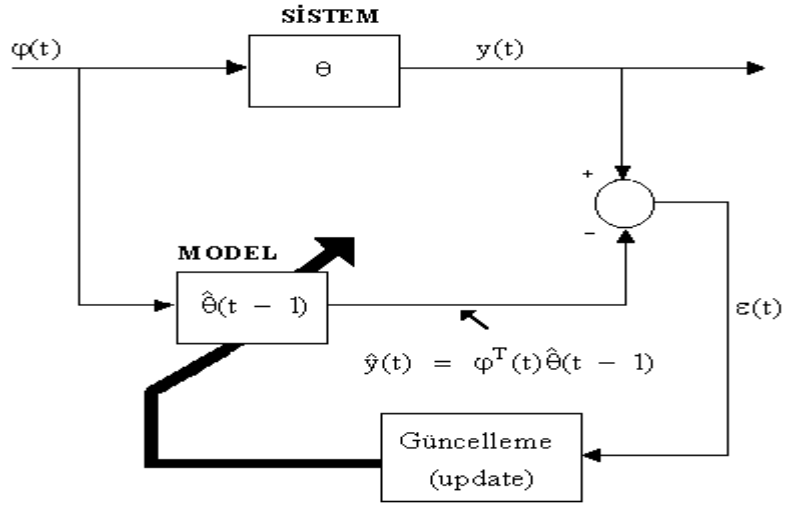 SİSTEM
φ(t)
θ
y(t)
+
−
MODEL
θ̂(t − 1)
ε(t)
ŷ(t) = φᵀ(t)θ̂(t − 1)
Güncelleme
(update)